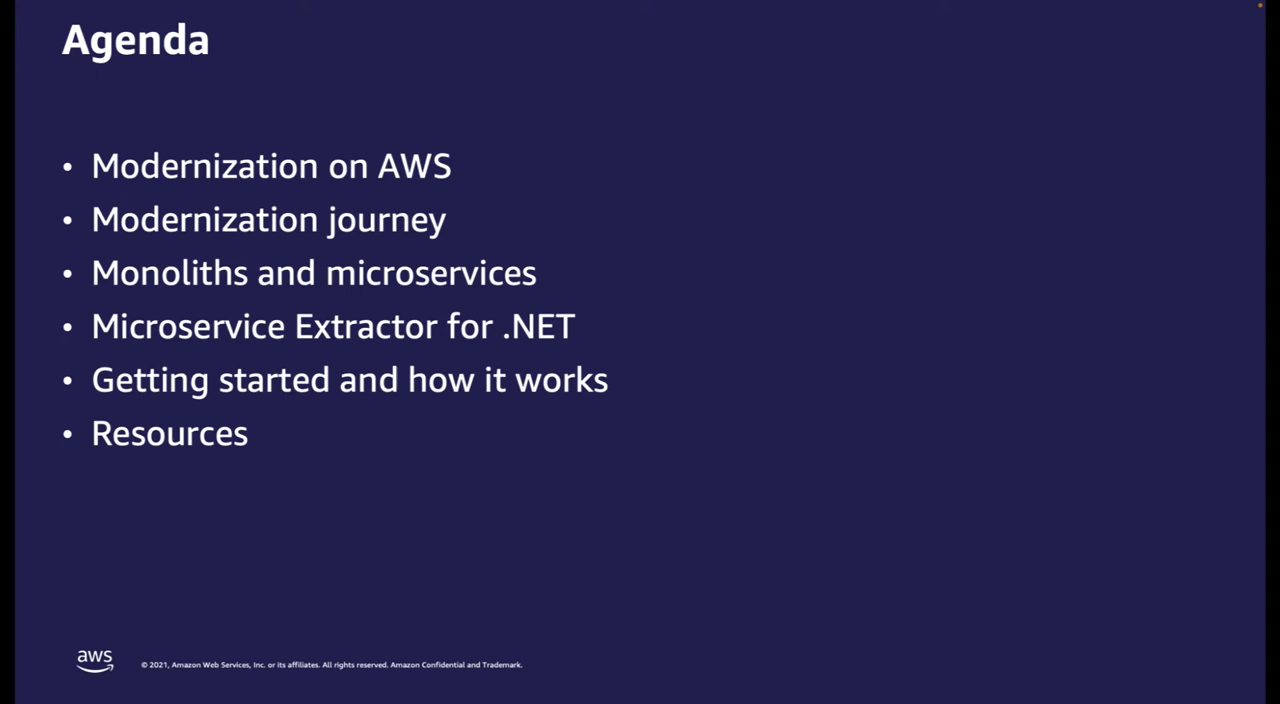 Agenda
• Modernization on AWS
• Modernization journey
• Monoliths and microservices
• Microservice Extractor for .NET
• Getting started and how it works
• Resources
aws
© 2021, Amazon Web Services, Inc. or its affiliates. All rights reserved. Amazon Confidential and Trademark.